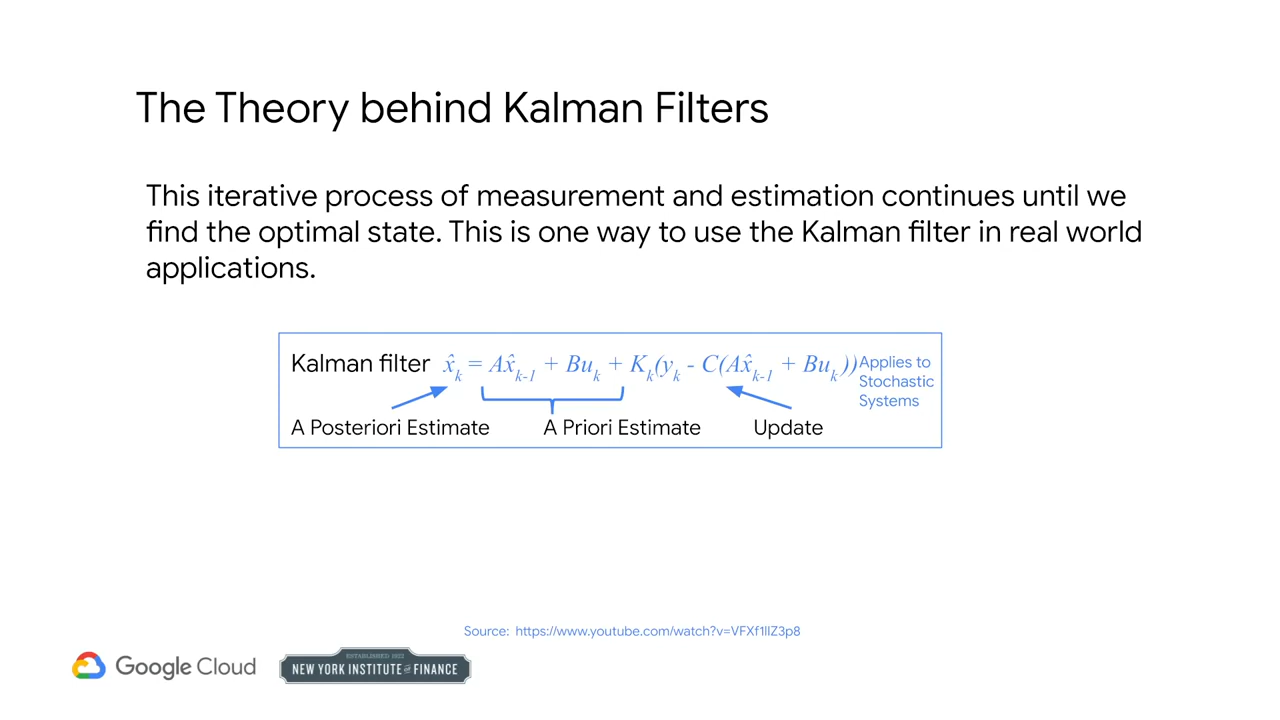 The Theory behind Kalman Filters
This iterative process of measurement and estimation continues until we
find the optimal state. This is one way to use the Kalman filter in real world
applications.
Kalman filter x̂k = Ax̂k-1 + Buk + Kk(yk - C(Ax̂k-1 + Buk))
Applies to
Stochastic
Systems
A Posteriori Estimate
A Priori Estimate
Update
Source: https://www.youtube.com/watch?v=VFXf1lIZ3p8
Google Cloud
ESTABLISHED 1922
NEW YORK INSTITUTE OF FINANCE